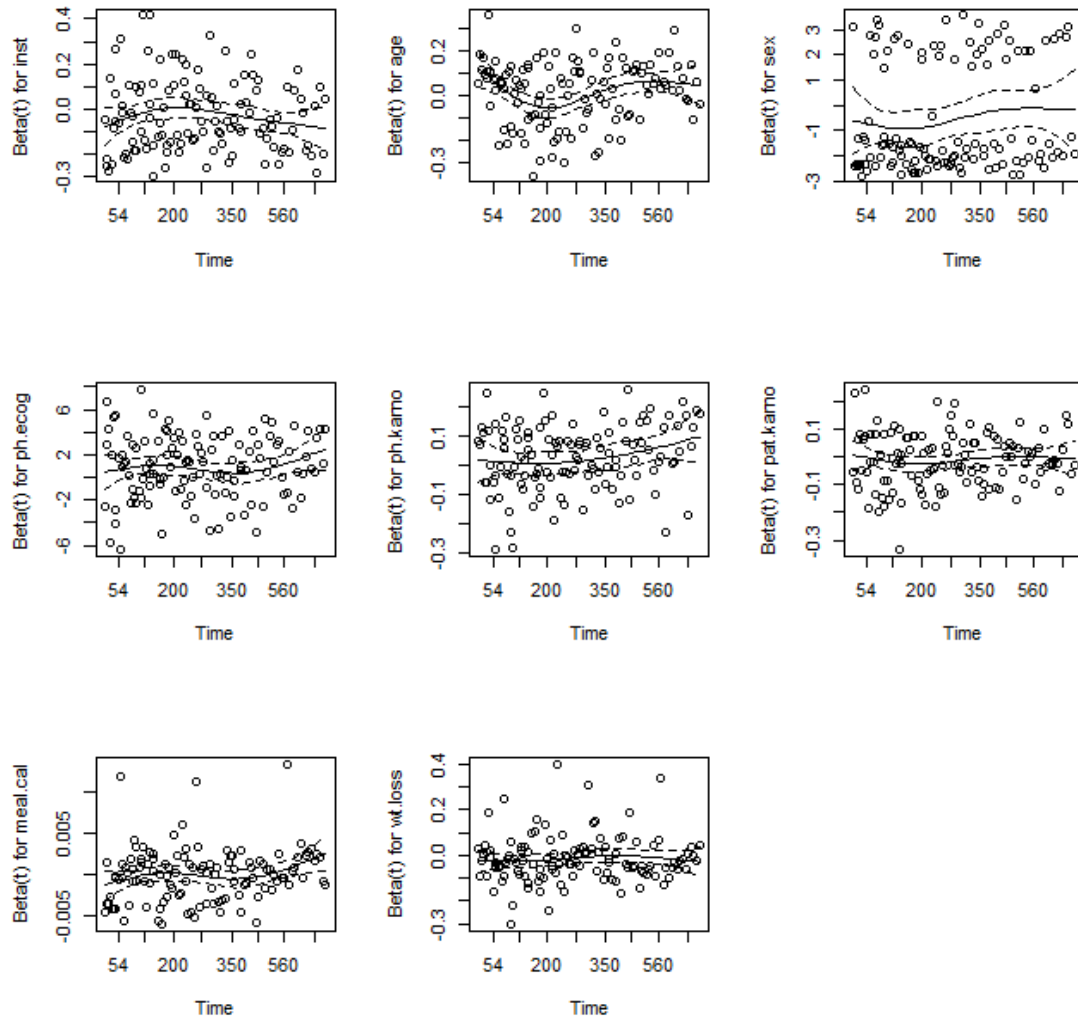 Beta(t) for inst
0.4
0.2
0.0
-0.3
54 200 350 560
Time
Beta(t) for age
0.2
0.0
-0.3
54 200 350 560
Time
Beta(t) for sex
3
2
1
-1
-3
54 200 350 560
Time
Beta(t) for ph.ecog
6
2
-2
-6
54 200 350 560
Time
Beta(t) for ph.karno
0.1
-0.1
-0.3
54 200 350 560
Time
Beta(t) for pat.karno
0.1
-0.1
-0.3
54 200 350 560
Time
Beta(t) for meal.cal
0.005
-0.005
54 200 350 560
Time
Beta(t) for wt.loss
0.4
0.2
0.0
-0.3
54 200 350 560
Time